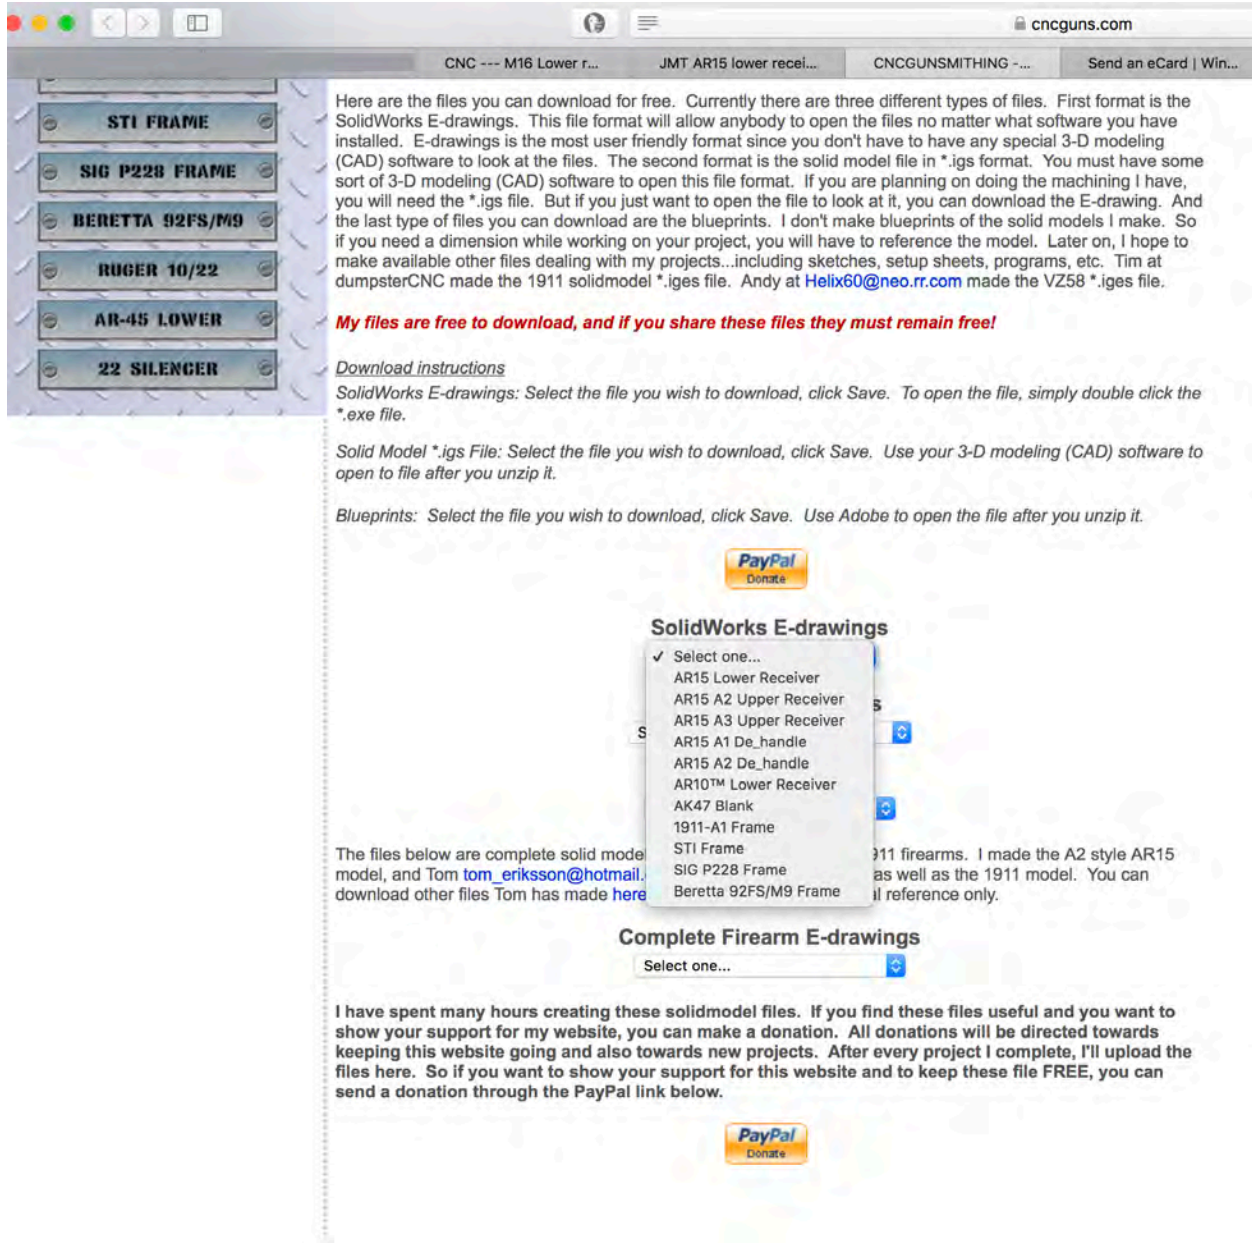 cncguns.com
CNC --- M16 Lower r...
JMT AR15 lower recei...
CNCGUNSMITHING -...
Send an eCard | Win...
STI FRAME
SIG P228 FRAME
BERETTA 92FS/M9
RUGER 10/22
AR-45 LOWER
22 SILENCER
Here are the files you can download for free. Currently there are three different types of files. First format is the
SolidWorks E-drawings. This file format will allow anybody to open the files no matter what software you have
installed. E-drawings is the most user friendly format since you don't have to have any special 3-D modeling
(CAD) software to look at the files. The second format is the solid model file in *.igs format. You must have some
sort of 3-D modeling (CAD) software to open this file format. If you are planning on doing the machining I have,
you will need the *.igs file. But if you just want to open the file to look at it, you can download the E-drawing. And
the last type of files you can download are the blueprints. I don't make blueprints of the solid models I make. So
if you need a dimension while working on your project, you will have to reference the model. Later on, I hope to
make available other files dealing with my projects...including sketches, setup sheets, programs, etc. Tim at
dumpsterCNC made the 1911 solidmodel *.iges file. Andy at Helix60@neo.rr.com made the VZ58 *.iges file.
My files are free to download, and if you share these files they must remain free!
Download instructions
SolidWorks E-drawings: Select the file you wish to download, click Save. To open the file, simply double click the
*.exe file.
Solid Model *.igs File: Select the file you wish to download, click Save. Use your 3-D modeling (CAD) software to
open to file after you unzip it.
Blueprints: Select the file you wish to download, click Save. Use Adobe to open the file after you unzip it.
PayPal
Donate
SolidWorks E-drawings
✓ Select one...
AR15 Lower Receiver
AR15 A2 Upper Receiver
AR15 A3 Upper Receiver
AR15 A1 De_handle
AR15 A2 De_handle
AR10™ Lower Receiver
AK47 Blank
1911-A1 Frame
STI Frame
SIG P228 Frame
Beretta 92FS/M9 Frame
s
S
The files below are complete solid model 911 firearms. I made the A2 style AR15
model, and Tom tom_eriksson@hotmail. as well as the 1911 model. You can
download other files Tom has made here l reference only.
Complete Firearm E-drawings
Select one...
I have spent many hours creating these solidmodel files. If you find these files useful and you want to
show your support for my website, you can make a donation. All donations will be directed towards
keeping this website going and also towards new projects. After every project I complete, I'll upload the
files here. So if you want to show your support for this website and to keep these file FREE, you can
send a donation through the PayPal link below.
PayPal
Donate